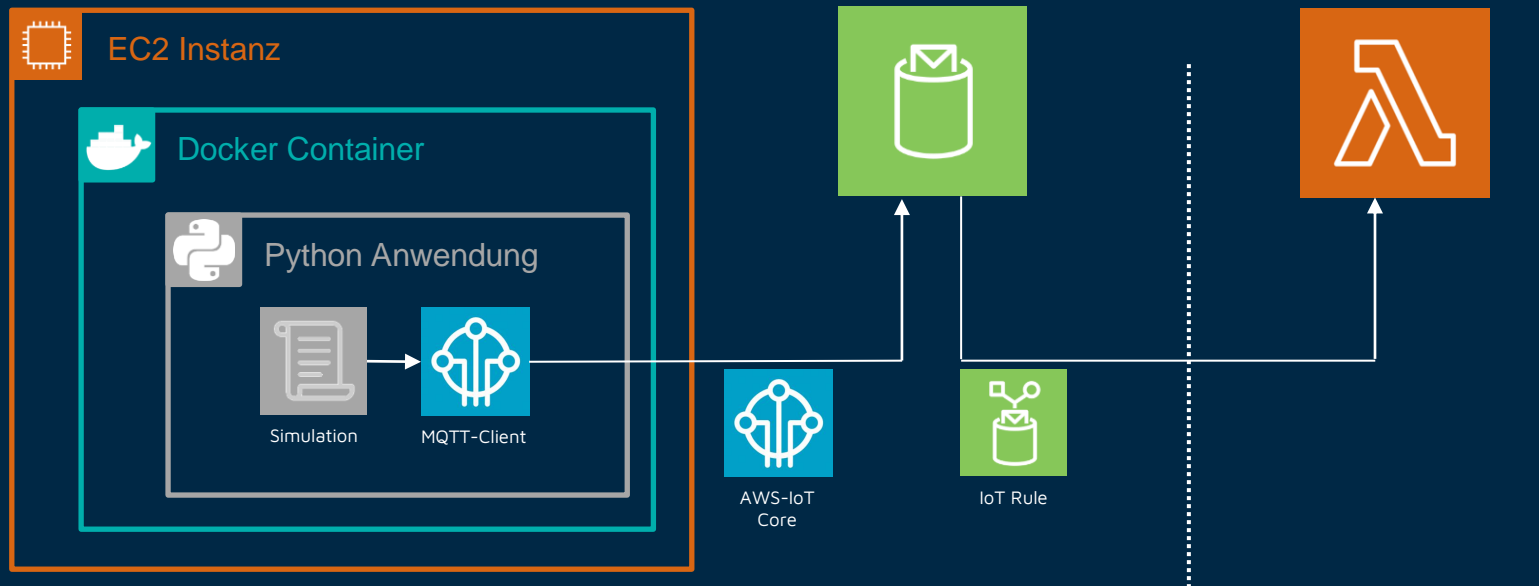 EC2 Instanz
Docker Container
Python Anwendung
Simulation
MQTT-Client
AWS-IoT
Core
IoT Rule